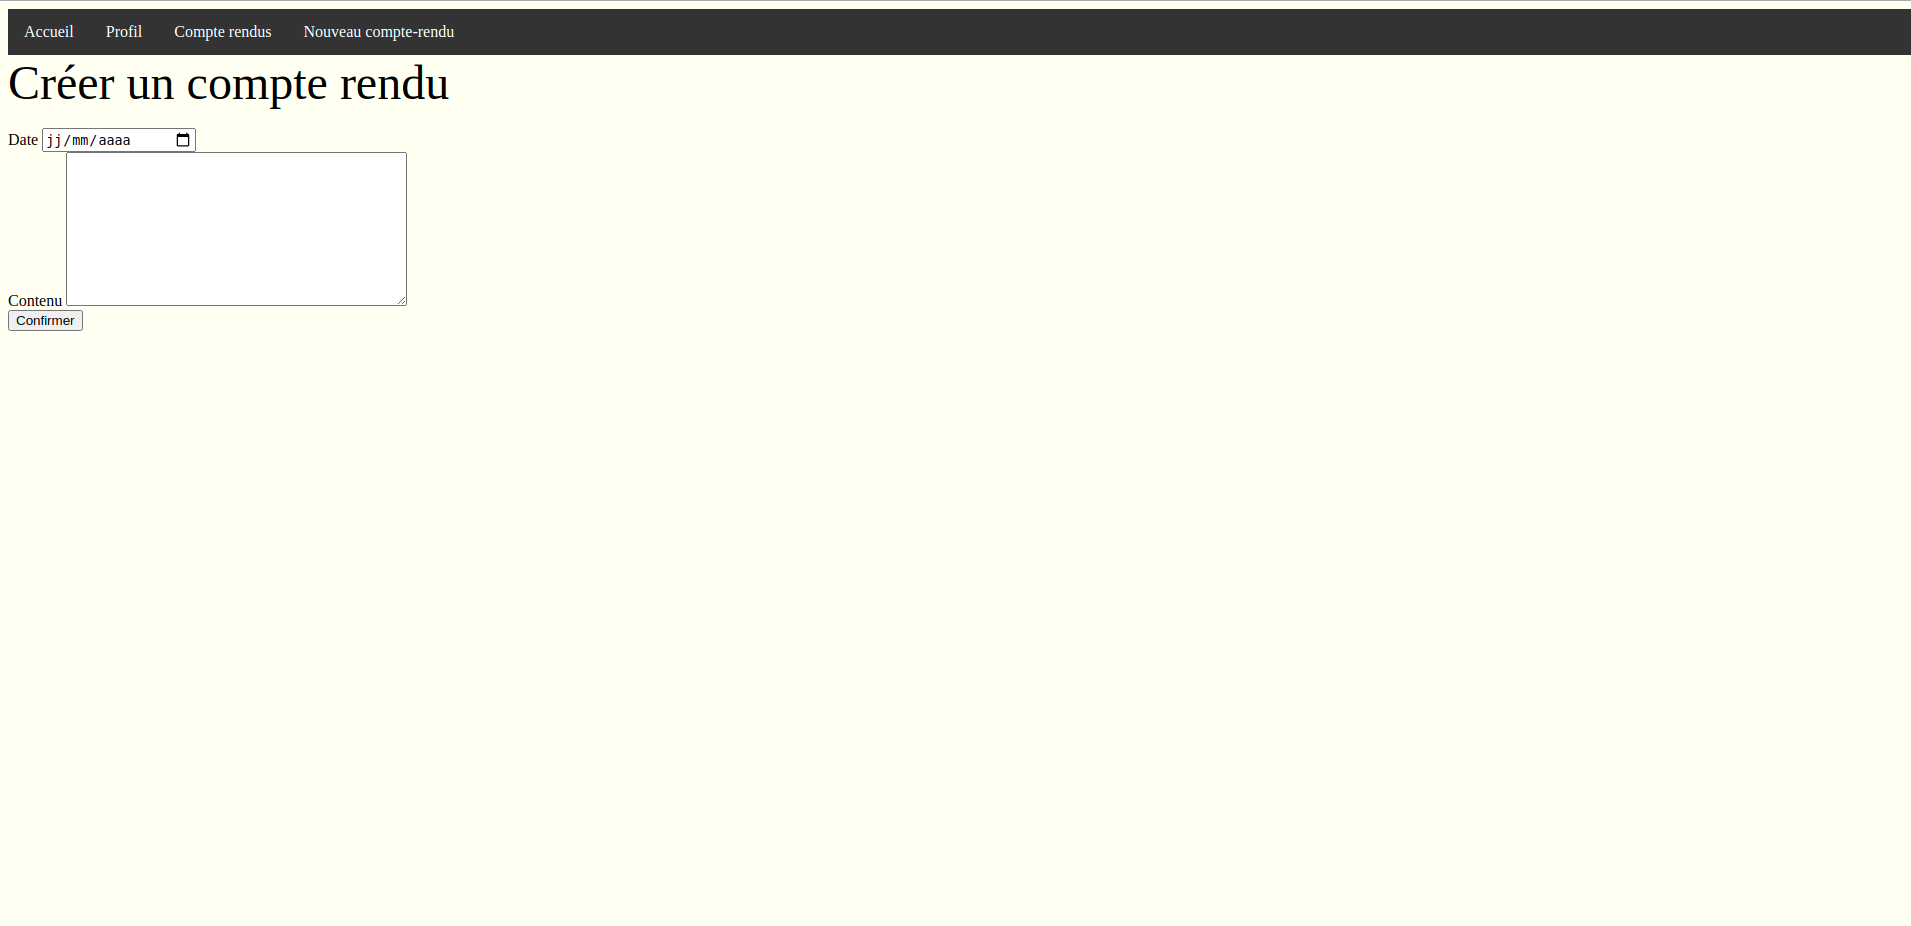 Accueil Profil Compte rendus Nouveau compte-rendu
Créer un compte rendu
Date jj/mm/aaaa
Contenu
Confirmer